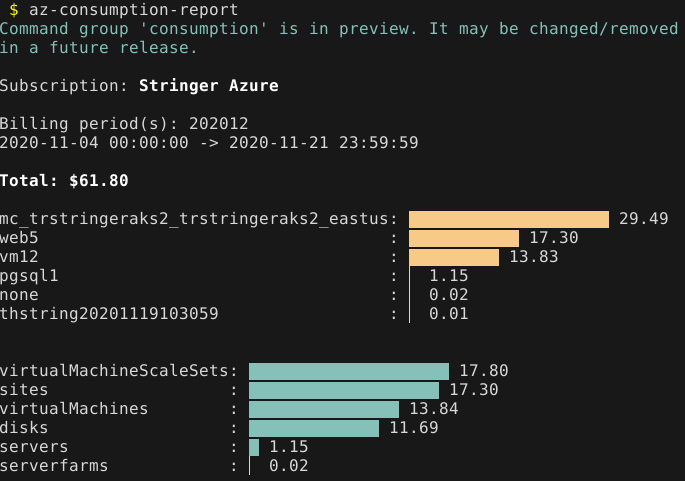 $ az-consumption-report
Command group 'consumption' is in preview. It may be changed/removed
in a future release.
Subscription: Stringer Azure
Billing period(s): 202012
2020-11-04 00:00:00 -> 2020-11-21 23:59:59
Total: $61.80
mc_trstringeraks2_trstringeraks2_eastus: 29.49
web5 : 17.30
vm12 : 13.83
pgsql1 : 1.15
none : 0.02
thstring20201119103059 : 0.01
virtualMachineScaleSets: 17.80
sites : 17.30
virtualMachines : 13.84
disks : 11.69
servers : 1.15
serverfarms : 0.02